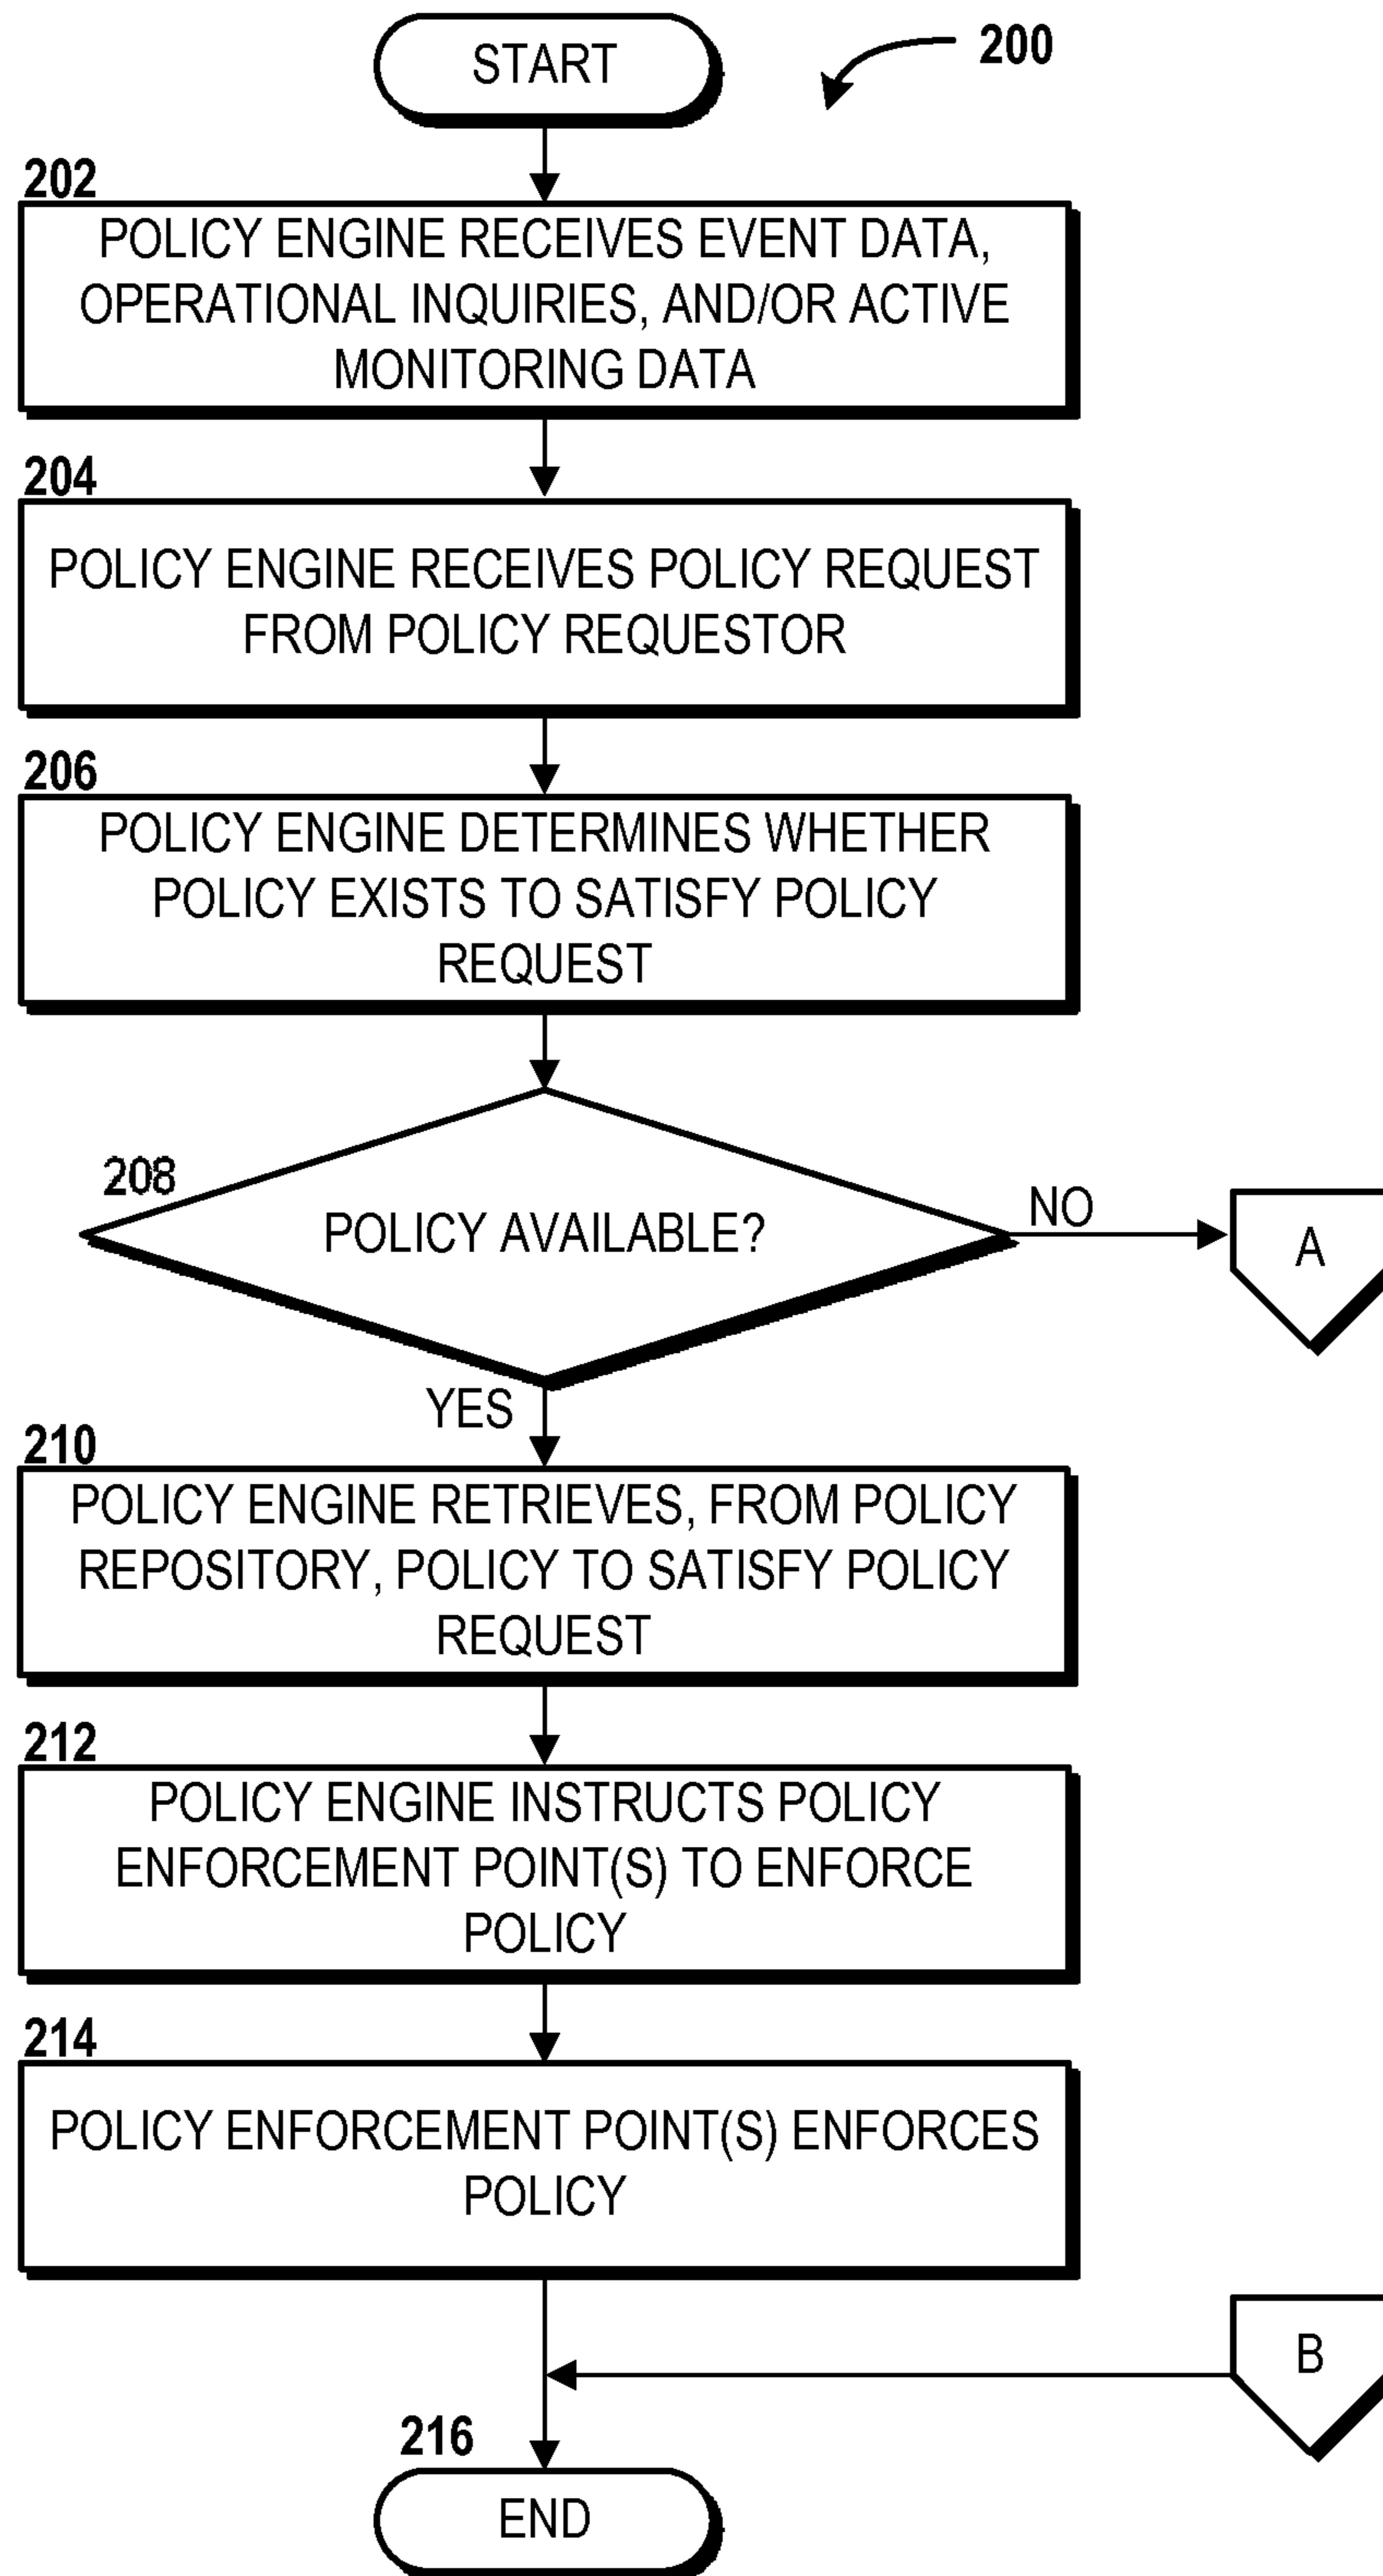 START
200
202
POLICY ENGINE RECEIVES EVENT DATA,
OPERATIONAL INQUIRIES, AND/OR ACTIVE
MONITORING DATA
204
POLICY ENGINE RECEIVES POLICY REQUEST
FROM POLICY REQUESTOR
206
POLICY ENGINE DETERMINES WHETHER
POLICY EXISTS TO SATISFY POLICY
REQUEST
208
POLICY AVAILABLE?
NO
A
YES
210
POLICY ENGINE RETRIEVES, FROM POLICY
REPOSITORY, POLICY TO SATISFY POLICY
REQUEST
212
POLICY ENGINE INSTRUCTS POLICY
ENFORCEMENT POINT(S) TO ENFORCE
POLICY
214
POLICY ENFORCEMENT POINT(S) ENFORCES
POLICY
B
216
END